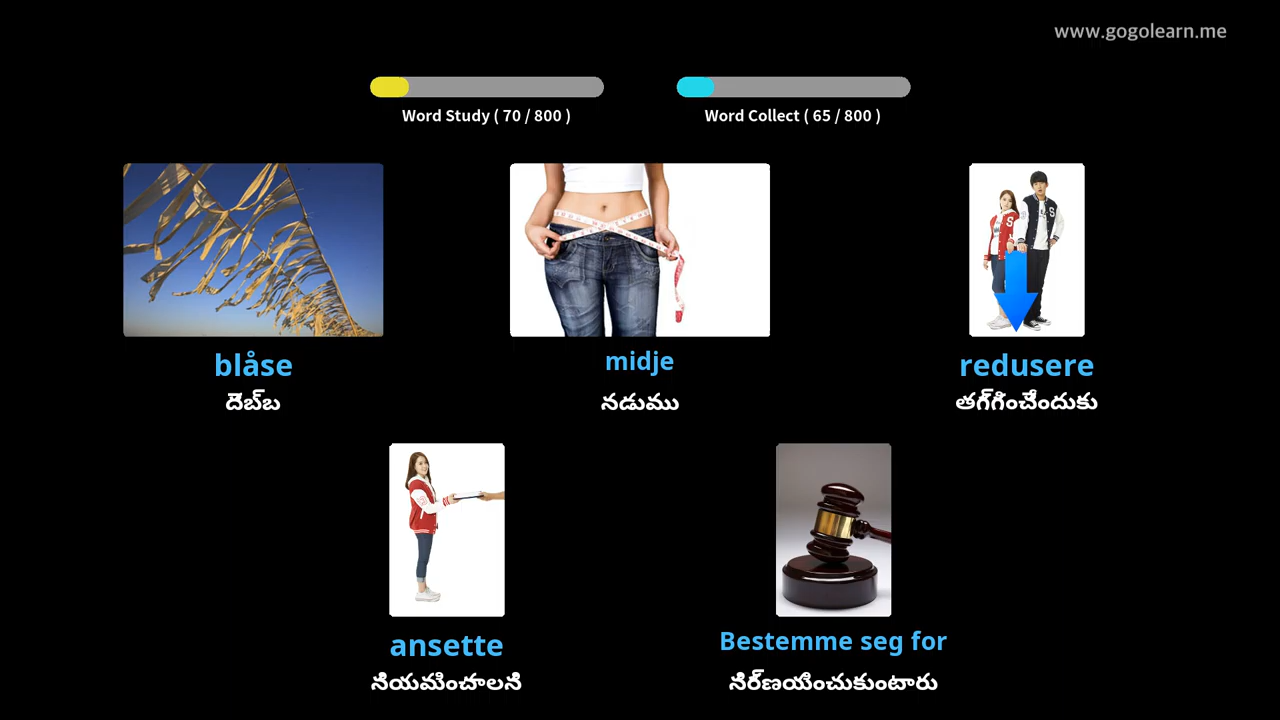 www.gogolearn.me
Word Study ( 70 / 800 )
Word Collect ( 65 / 800 )
blåse
దెబ్బ
midje
నడుము
redusere
తగ్గించేందుకు
ansette
నియమించాలని
Bestemme seg for
నిర్ణయించుకుంటారు